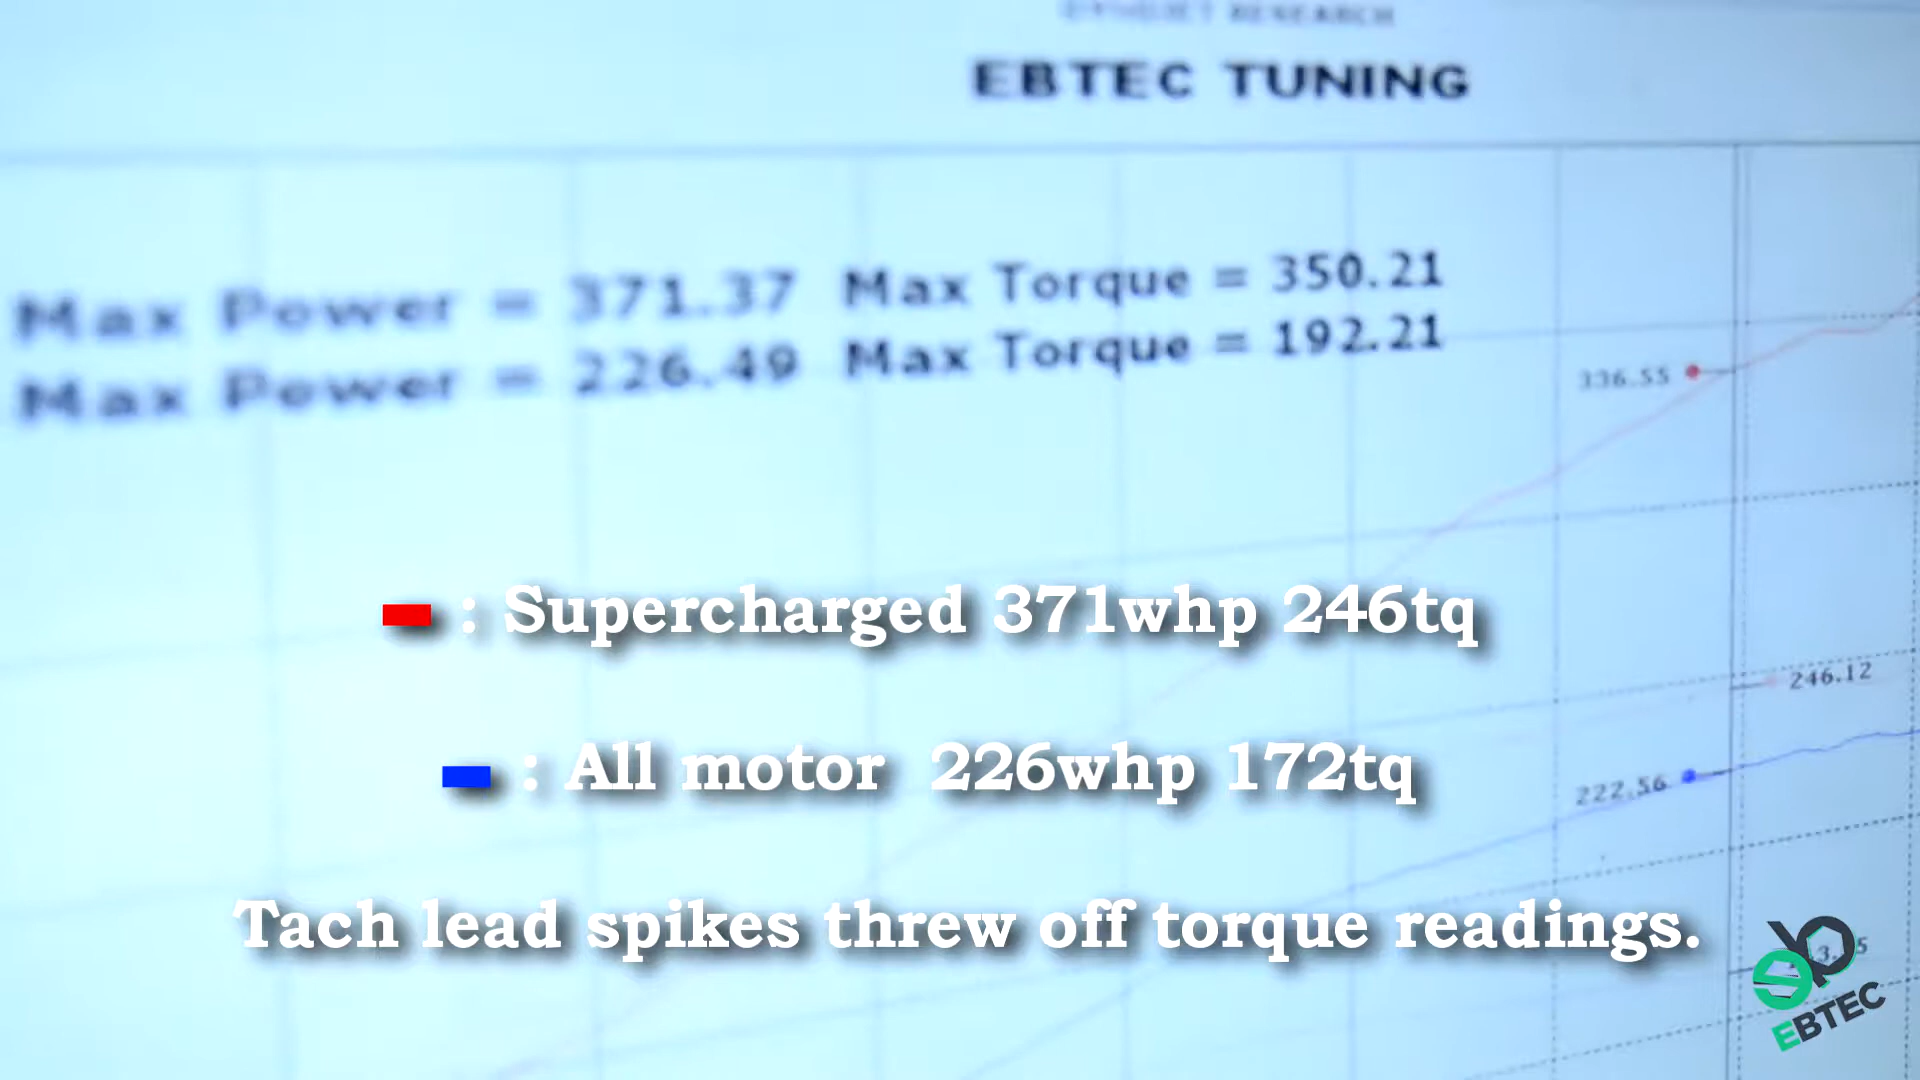 DYNOJET RESEARCH
EBTEC TUNING
Max Power = 371.37 Max Torque = 350.21
Max Power = 226.49 Max Torque = 192.21
336.55
: Supercharged 371whp 246tq
246.12
: All motor 226whp 172tq
222.56
Tach lead spikes threw off torque readings.
EBTEC